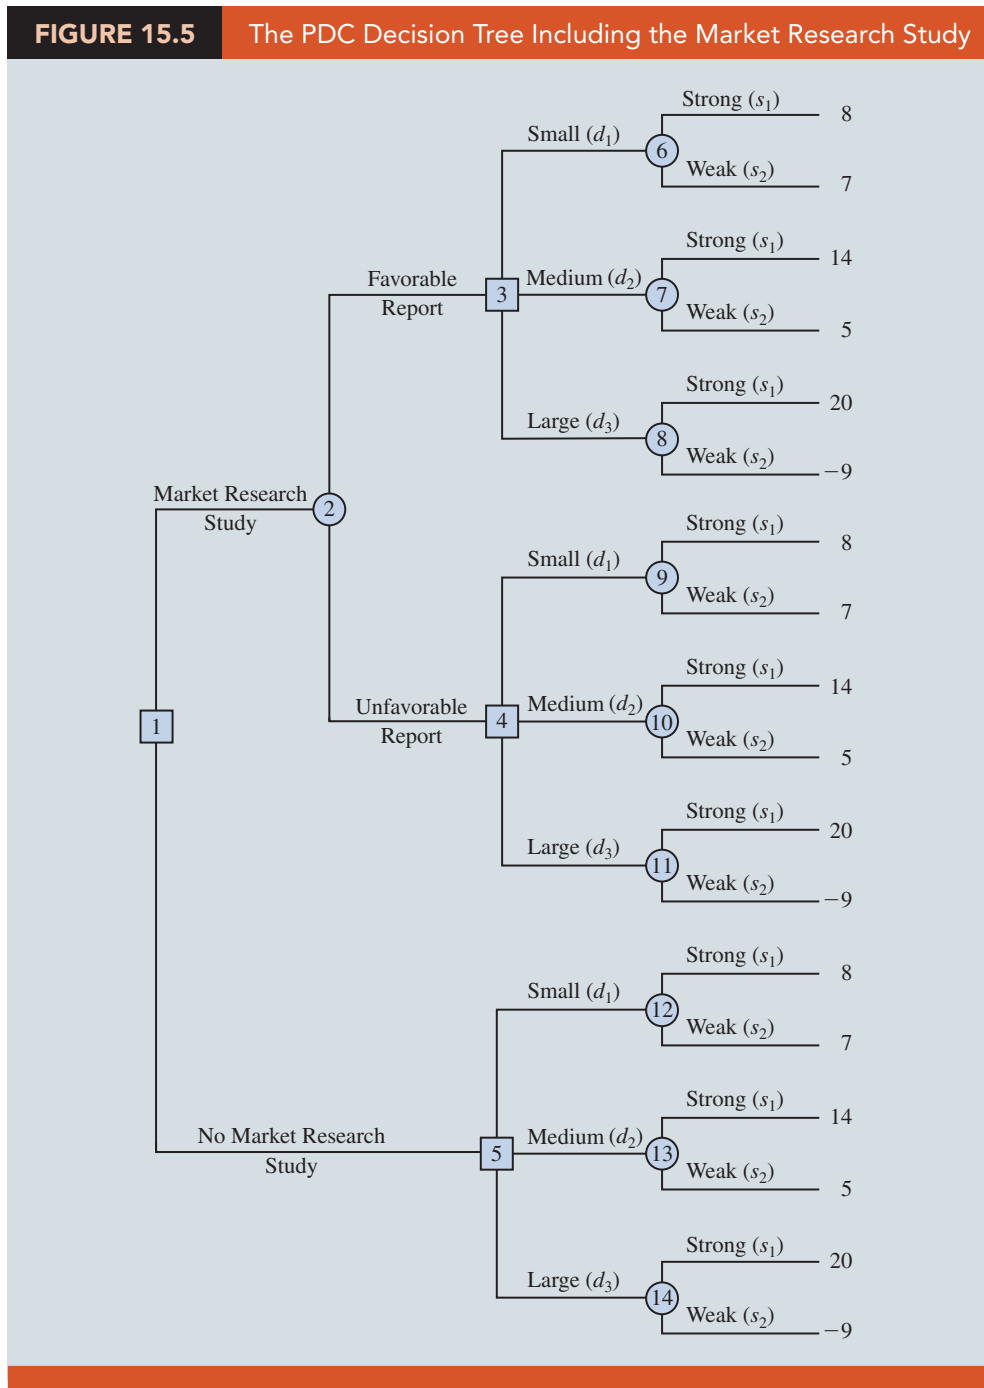 FIGURE 15.5 The PDC Decision Tree Including the Market Research Study
Strong (s₁) 8
Small (d₁) 6
Weak (s₂) 7
Strong (s₁) 14
Favorable
Report 3 Medium (d₂) 7
Weak (s₂) 5
Strong (s₁) 20
Large (d₃) 8
Weak (s₂) −9
Market Research
Study 2
Strong (s₁) 8
Small (d₁) 9
Weak (s₂) 7
Strong (s₁) 14
Unfavorable
Report 4 Medium (d₂) 10
Weak (s₂) 5
1
Strong (s₁) 20
Large (d₃) 11
Weak (s₂) −9
Strong (s₁) 8
Small (d₁) 12
Weak (s₂) 7
Strong (s₁) 14
No Market Research
Study 5 Medium (d₂) 13
Weak (s₂) 5
Strong (s₁) 20
Large (d₃) 14
Weak (s₂) −9